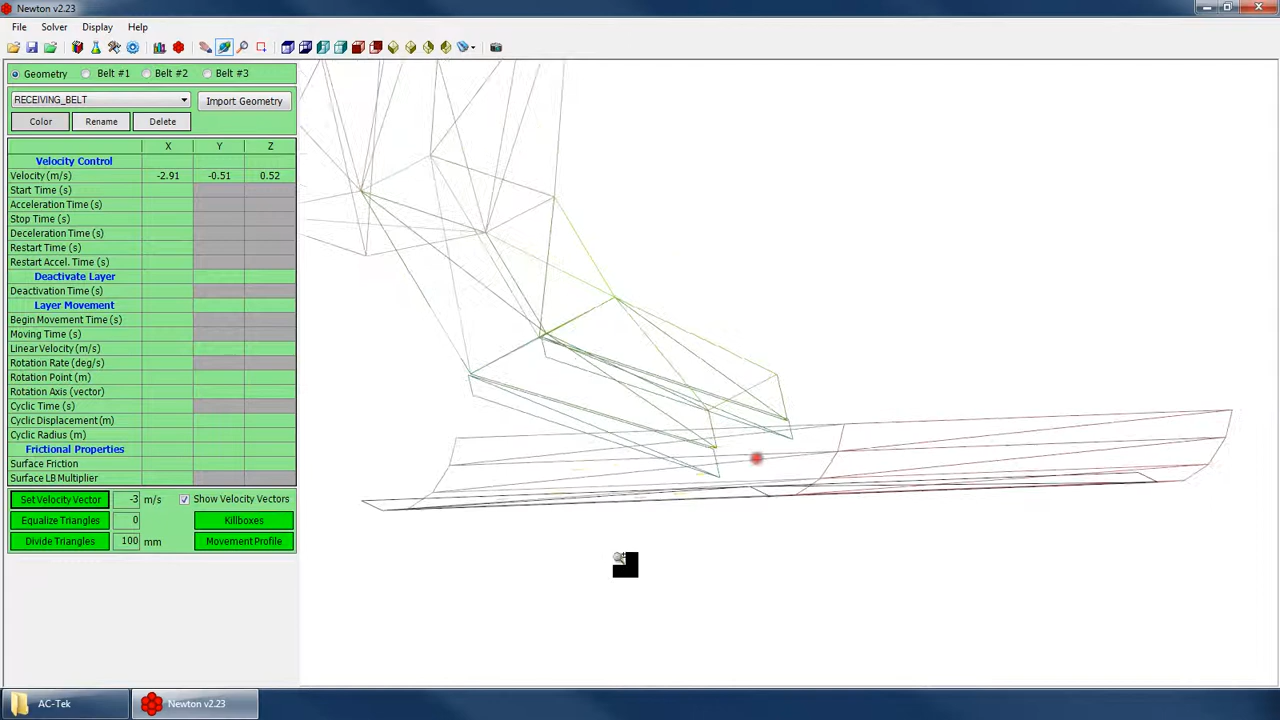 Newton v2.23
File Solver Display Help
Geometry Belt #1 Belt #2 Belt #3
RECEIVING_BELT Import Geometry
Color Rename Delete
X Y Z
Velocity Control
Velocity (m/s) -2.91 -0.51 0.52
Start Time (s)
Acceleration Time (s)
Stop Time (s)
Deceleration Time (s)
Restart Time (s)
Restart Accel. Time (s)
Deactivate Layer
Deactivation Time (s)
Layer Movement
Begin Movement Time (s)
Moving Time (s)
Linear Velocity (m/s)
Rotation Rate (deg/s)
Rotation Point (m)
Rotation Axis (vector)
Cyclic Time (s)
Cyclic Displacement (m)
Cyclic Radius (m)
Frictional Properties
Surface Friction
Surface LB Multiplier
Set Velocity Vector -3 m/s Show Velocity Vectors
Equalize Triangles 0 Killboxes
Divide Triangles 100 mm Movement Profile
AC-Tek Newton v2.23